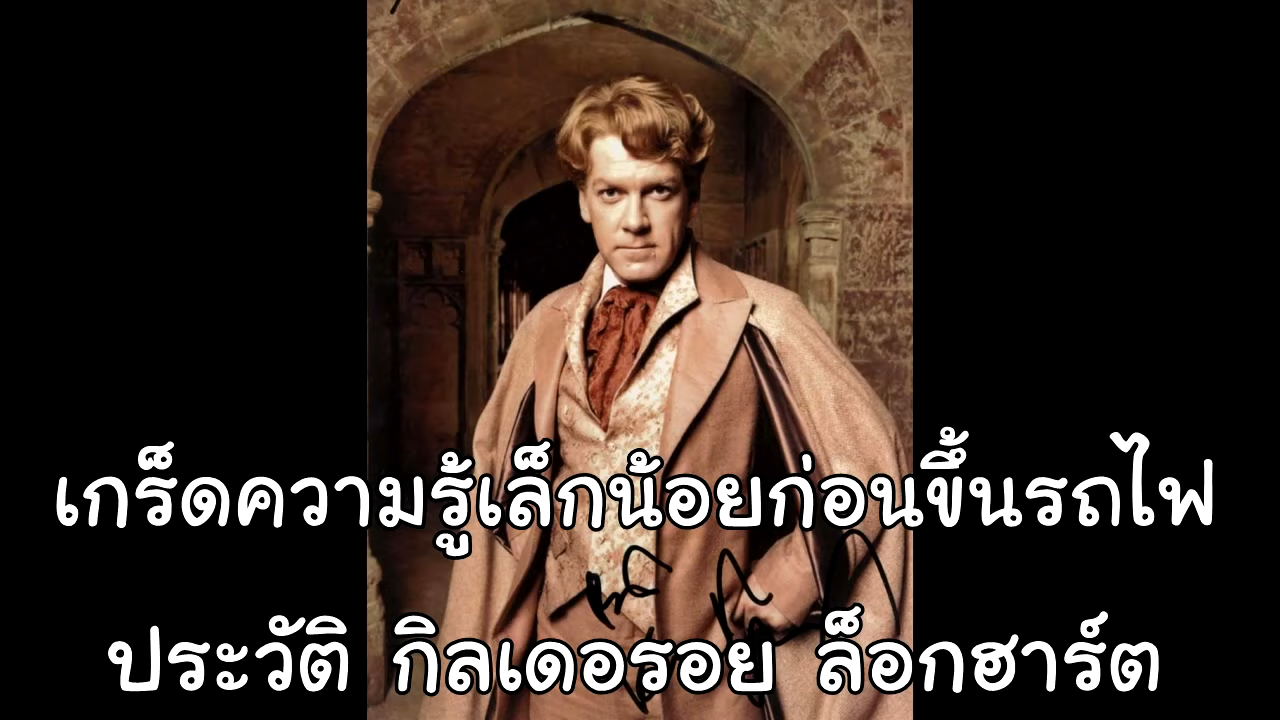 เกร็ดความรู้เล็กน้อยก่อนขึ้นรถไฟ
ประวัติ กิลเดอรอย ล็อกฮาร์ต